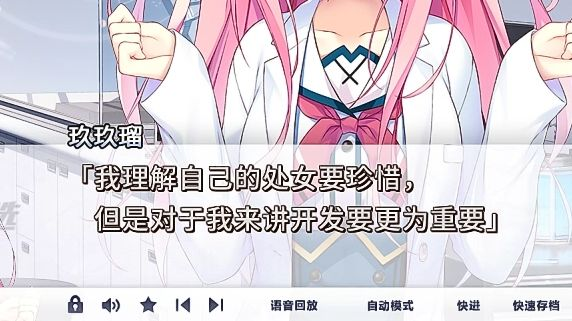 玖玖瑠
「我理解自己的处女要珍惜，
但是对于我来讲开发要更为重要」
语音回放 自动模式 快进 快速存档